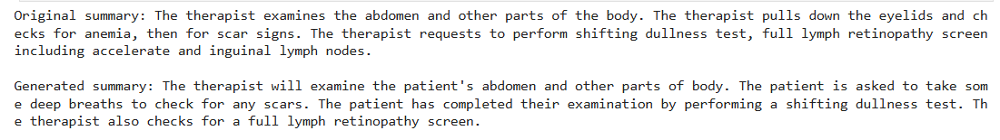 Original summary: The therapist examines the abdomen and other parts of the body. The therapist pulls down the eyelids and ch
ecks for anemia, then for scar signs. The therapist requests to perform shifting dullness test, full lymph retinopathy screen
including accelerate and inguinal lymph nodes.

Generated summary: The therapist will examine the patient's abdomen and other parts of body. The patient is asked to take som
e deep breaths to check for any scars. The patient has completed their examination by performing a shifting dullness test. Th
e therapist also checks for a full lymph retinopathy screen.